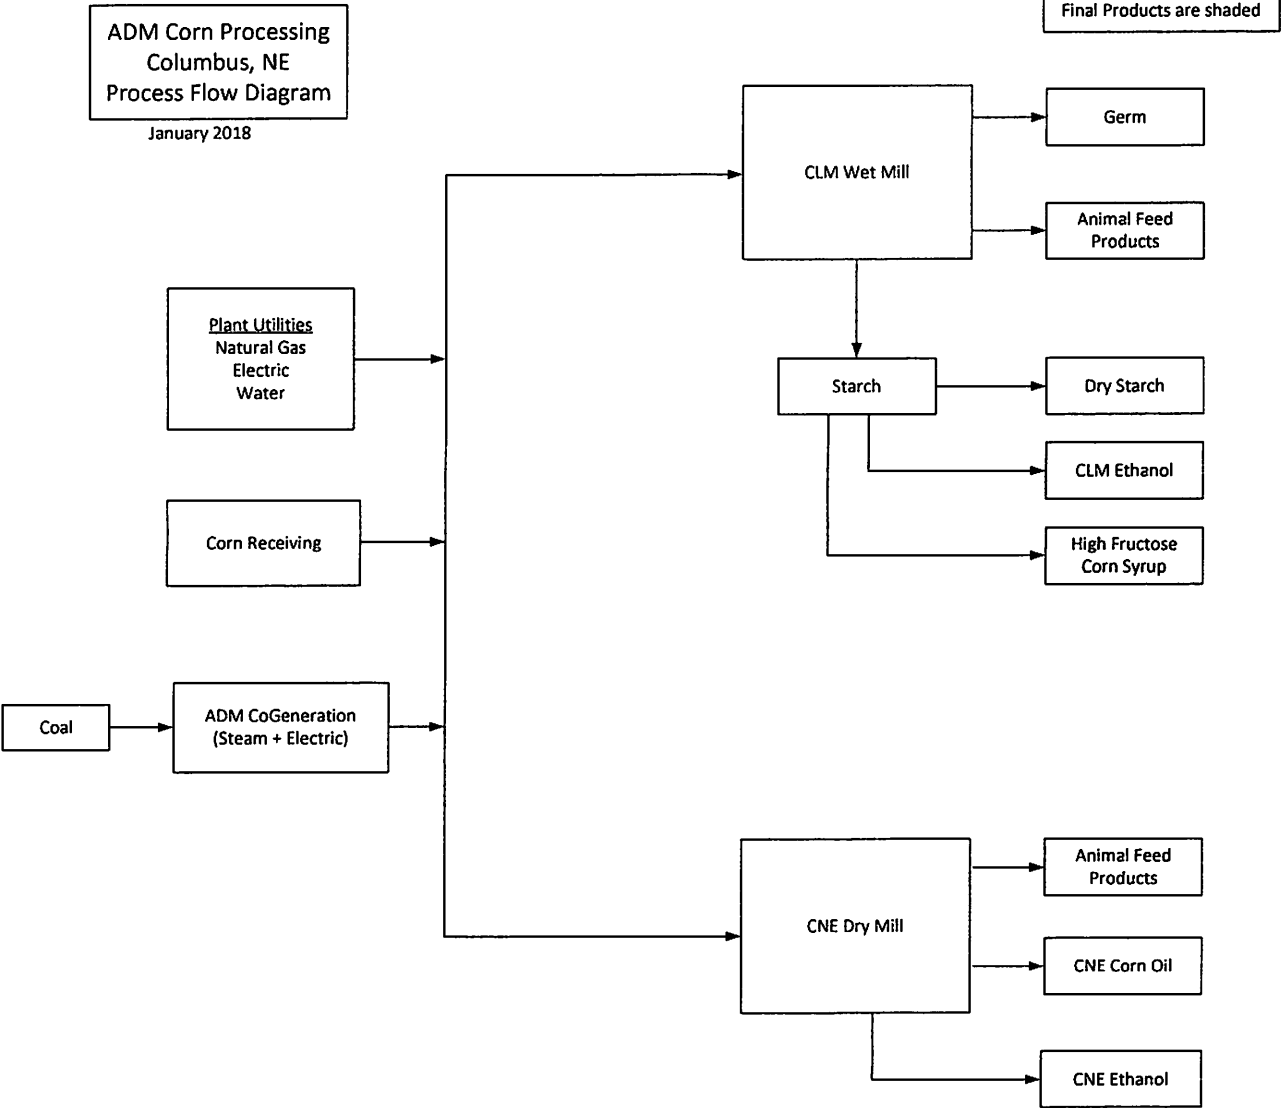 ADM Corn Processing
Columbus, NE
Process Flow Diagram
January 2018
Final Products are shaded
CLM Wet Mill
Germ
Animal Feed
Products
Plant Utilities
Natural Gas
Electric
Water
Starch
Dry Starch
CLM Ethanol
High Fructose
Corn Syrup
Corn Receiving
Coal
ADM CoGeneration
(Steam + Electric)
CNE Dry Mill
Animal Feed
Products
CNE Corn Oil
CNE Ethanol